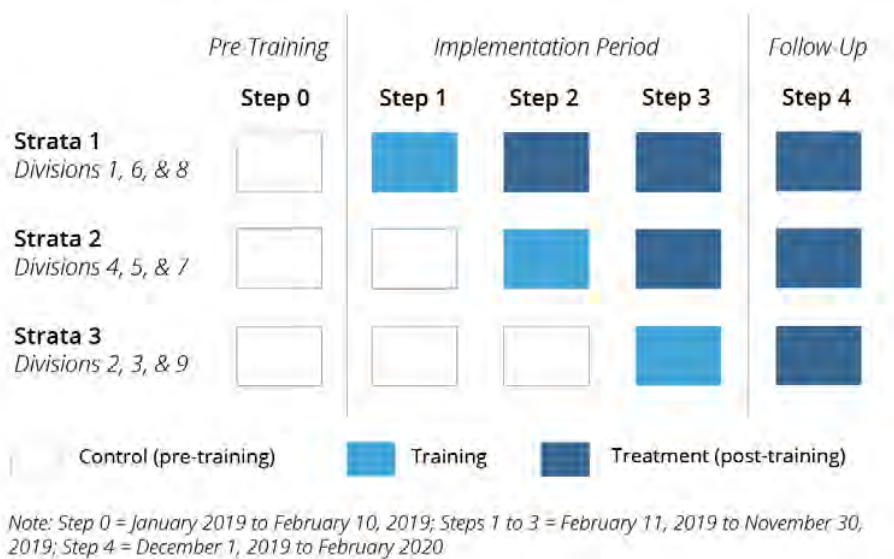 Pre Training Implementation Period Follow-Up
Step 0 Step 1 Step 2 Step 3 Step 4
Strata 1
Divisions 1, 6, & 8
Strata 2
Divisions 4, 5, & 7
Strata 3
Divisions 2, 3, & 9
Control (pre-training) Training Treatment (post-training)
Note: Step 0 = January 2019 to February 10, 2019; Steps 1 to 3 = February 11, 2019 to November 30,
2019; Step 4 = December 1, 2019 to February 2020